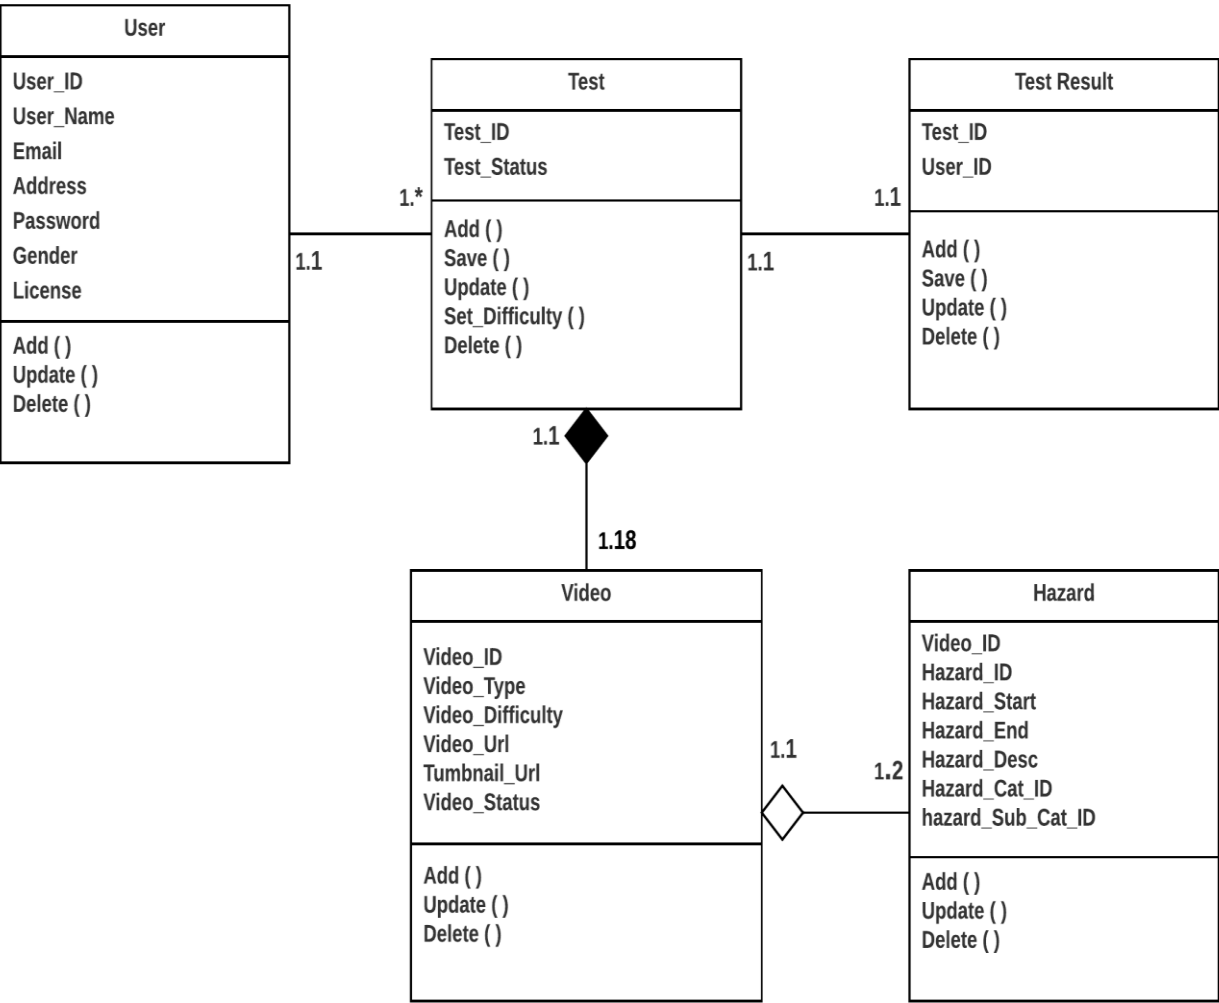 User
User_ID
User_Name
Email
Address
Password
Gender
License
Add ( )
Update ( )
Delete ( )
1.1
1.*
Test
Test_ID
Test_Status
Add ( )
Save ( )
Update ( )
Set_Difficulty ( )
Delete ( )
1.1
1.1
Test Result
Test_ID
User_ID
Add ( )
Save ( )
Update ( )
Delete ( )
1.1
1.18
Video
Video_ID
Video_Type
Video_Difficulty
Video_Url
Tumbnail_Url
Video_Status
Add ( )
Update ( )
Delete ( )
1.1
1.2
Hazard
Video_ID
Hazard_ID
Hazard_Start
Hazard_End
Hazard_Desc
Hazard_Cat_ID
hazard_Sub_Cat_ID
Add ( )
Update ( )
Delete ( )